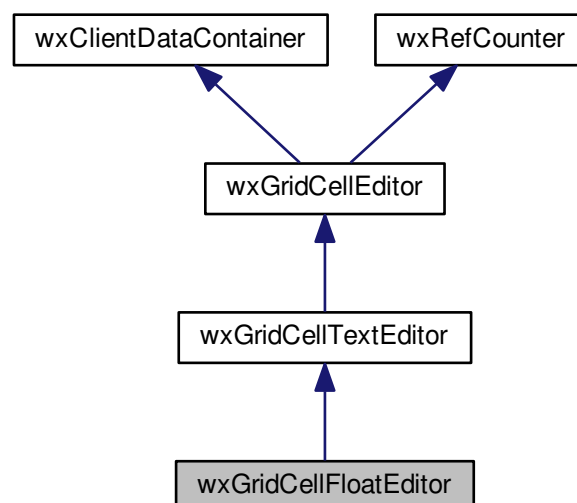 wxClientDataContainer
wxRefCounter
wxGridCellEditor
wxGridCellTextEditor
wxGridCellFloatEditor